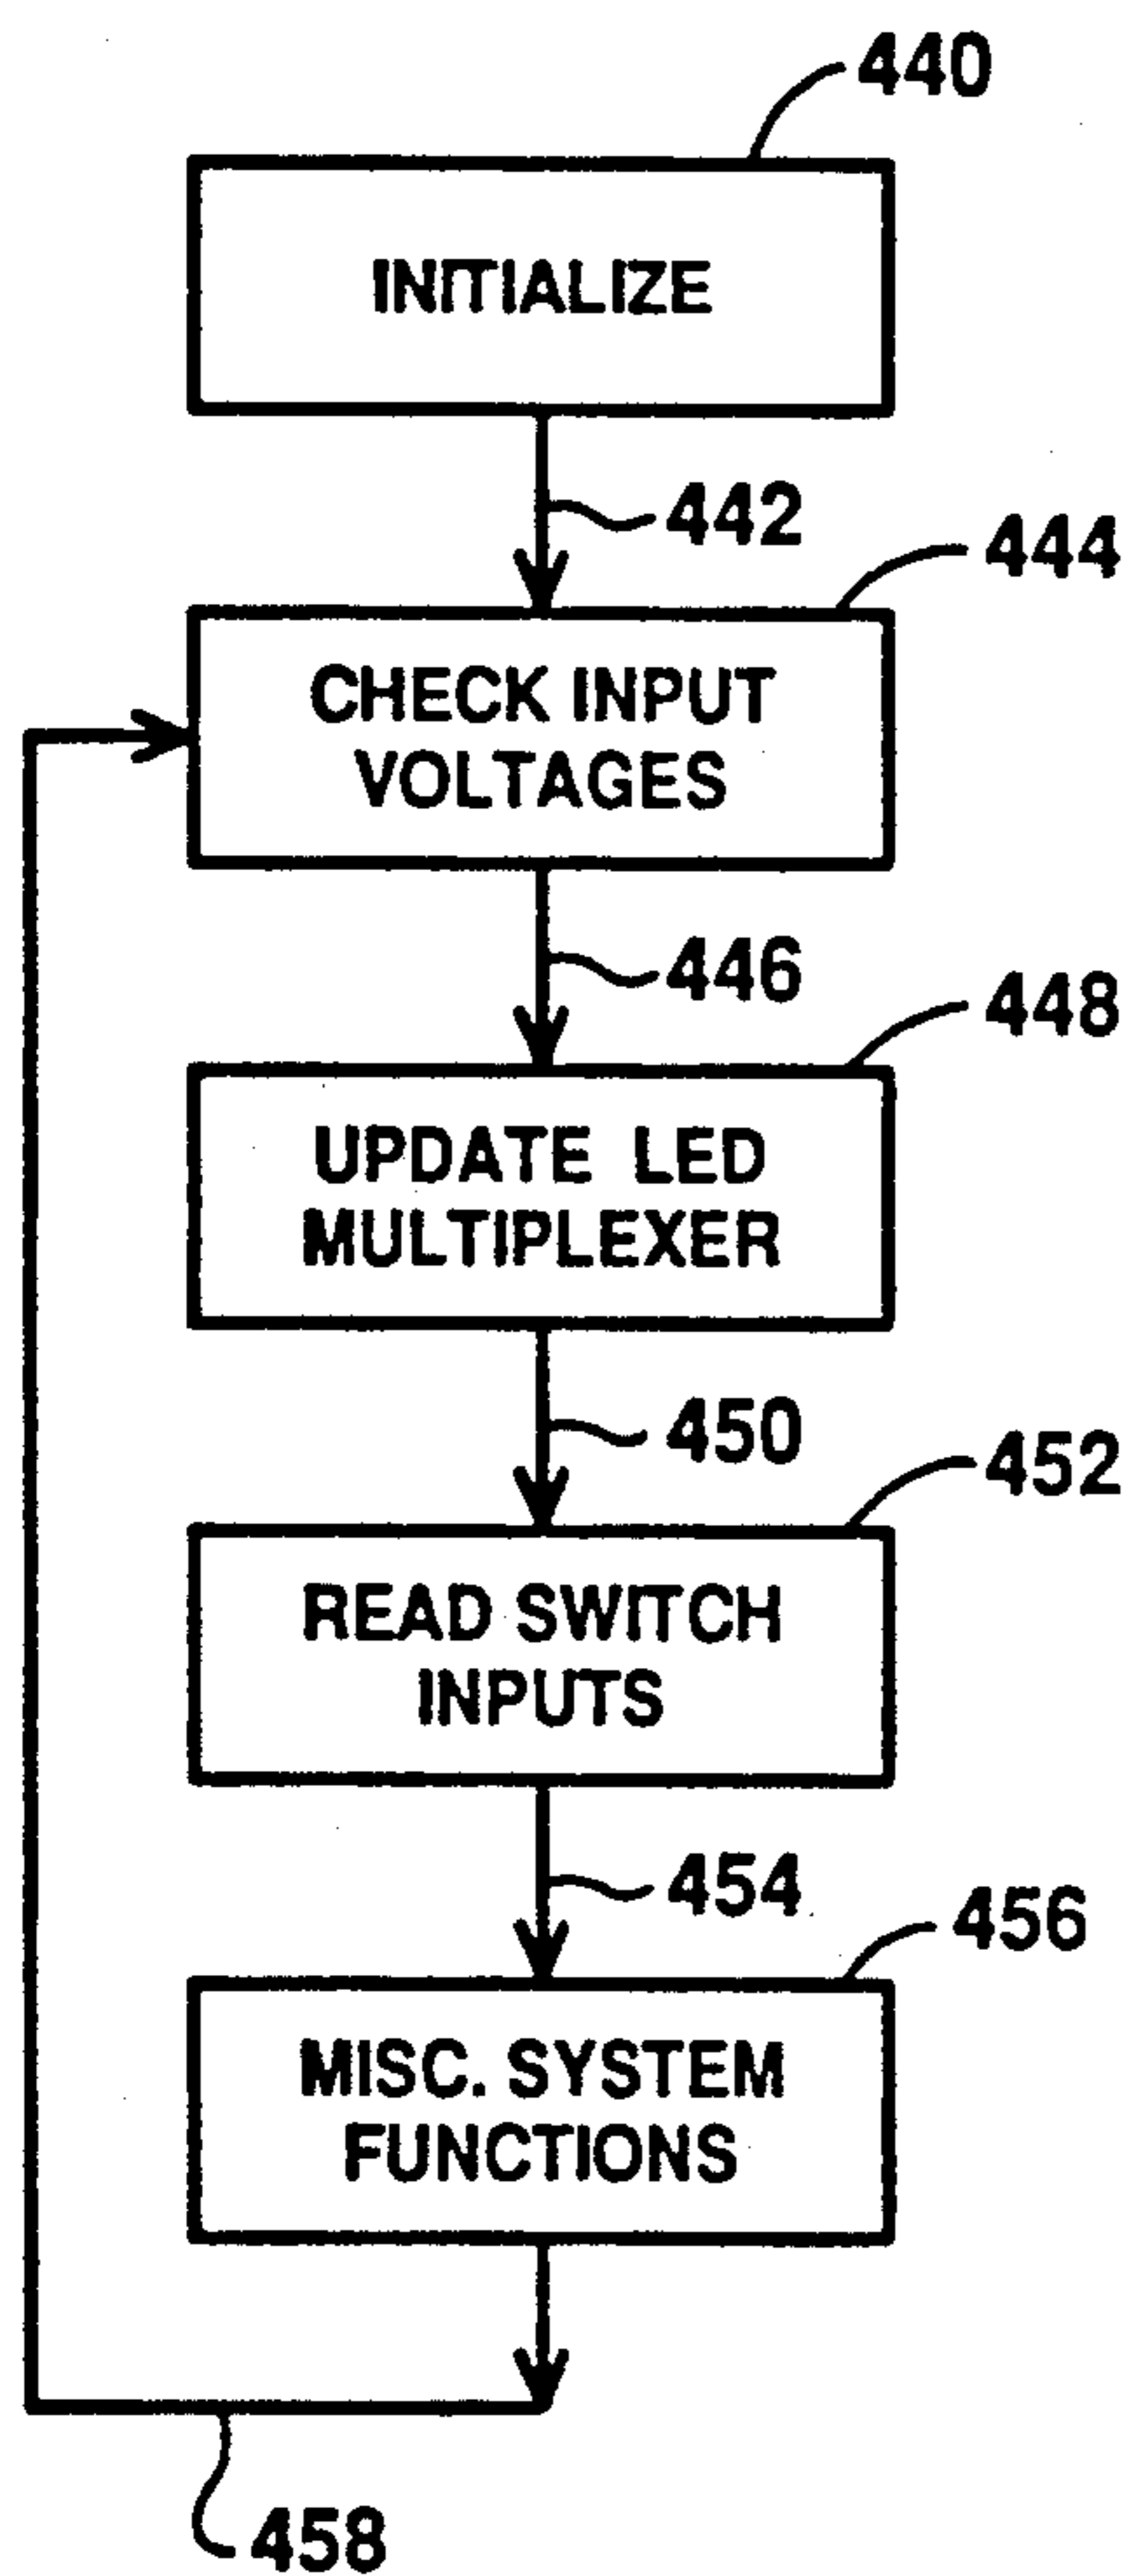 440
INITIALIZE
442
444
CHECK INPUT
VOLTAGES
446
448
UPDATE LED
MULTIPLEXER
450
452
READ SWITCH
INPUTS
454
456
MISC. SYSTEM
FUNCTIONS
458